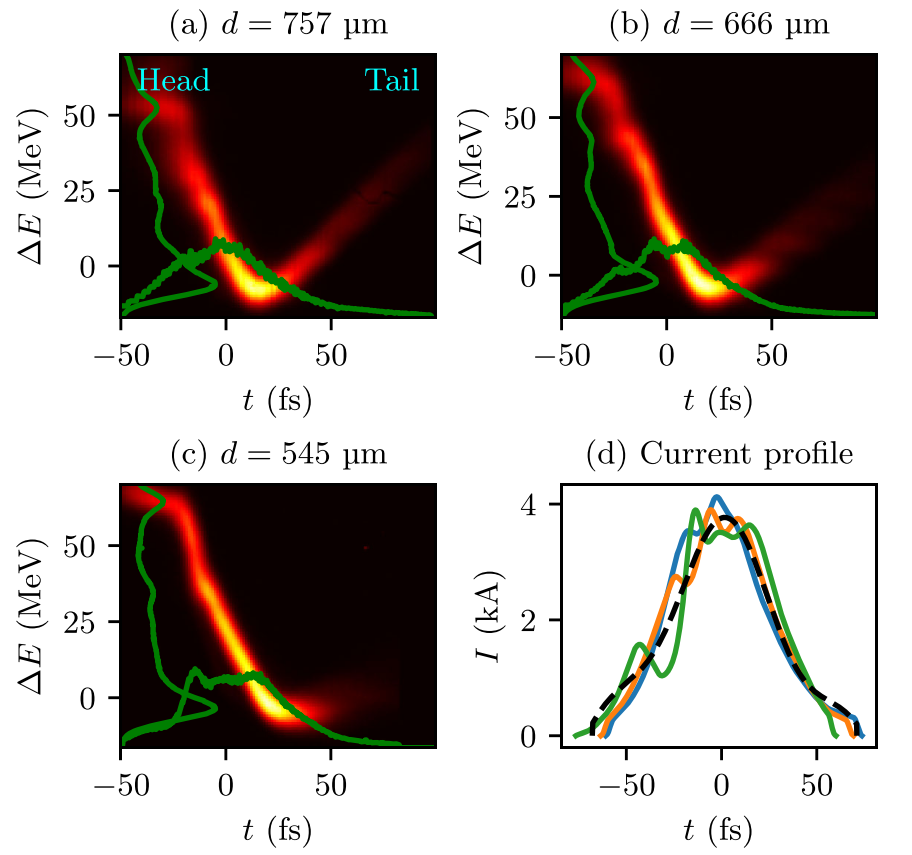 (a) d = 757 µm
(b) d = 666 µm
Head
Tail
50
25
0
ΔE (MeV)
−50
0
50
t (fs)
50
25
0
ΔE (MeV)
−50
0
50
t (fs)
(c) d = 545 µm
(d) Current profile
50
25
0
ΔE (MeV)
−50
0
50
t (fs)
4
2
0
I (kA)
−50
0
50
t (fs)